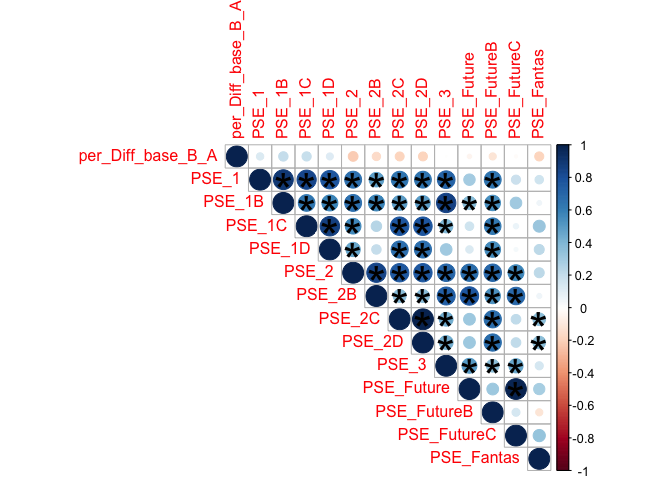 per_Diff_base_B_A
PSE_1
PSE_1B
PSE_1C
PSE_1D
PSE_2
PSE_2B
PSE_2C
PSE_2D
PSE_3
PSE_Future
PSE_FutureB
PSE_FutureC
PSE_Fantas
per_Diff_base_B_A
PSE_1
PSE_1B
PSE_1C
PSE_1D
PSE_2
PSE_2B
PSE_2C
PSE_2D
PSE_3
PSE_Future
PSE_FutureB
PSE_FutureC
PSE_Fantas
1
0.8
0.6
0.4
0.2
0
-0.2
-0.4
-0.6
-0.8
-1